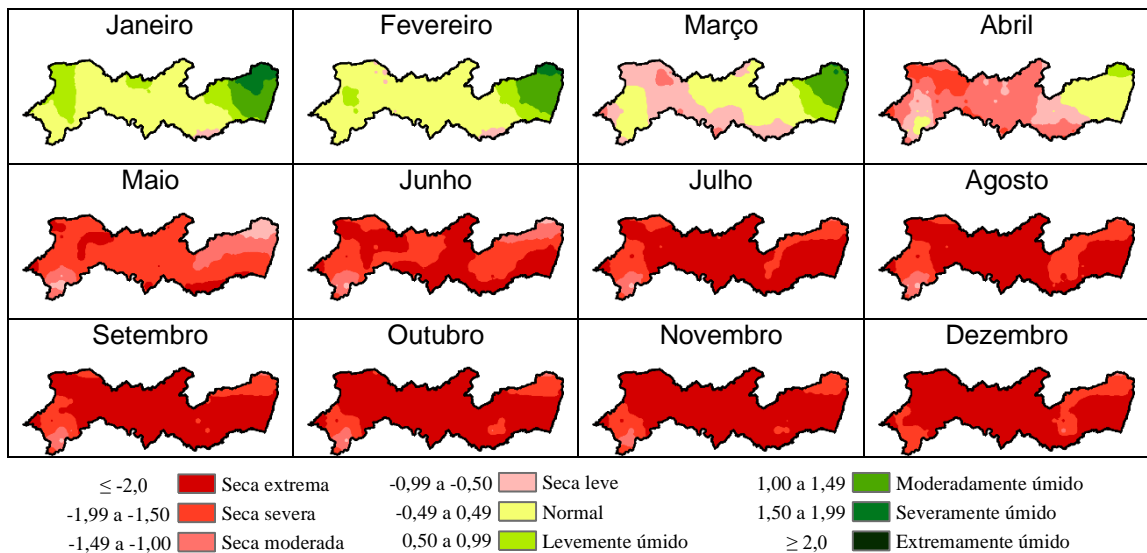 Janeiro Fevereiro Março Abril
Maio Junho Julho Agosto
Setembro Outubro Novembro Dezembro
≤ -2,0 Seca extrema -0,99 a -0,50 Seca leve 1,00 a 1,49 Moderadamente úmido
-1,99 a -1,50 Seca severa -0,49 a 0,49 Normal 1,50 a 1,99 Severamente úmido
-1,49 a -1,00 Seca moderada 0,50 a 0,99 Levemente úmido ≥ 2,0 Extremamente úmido